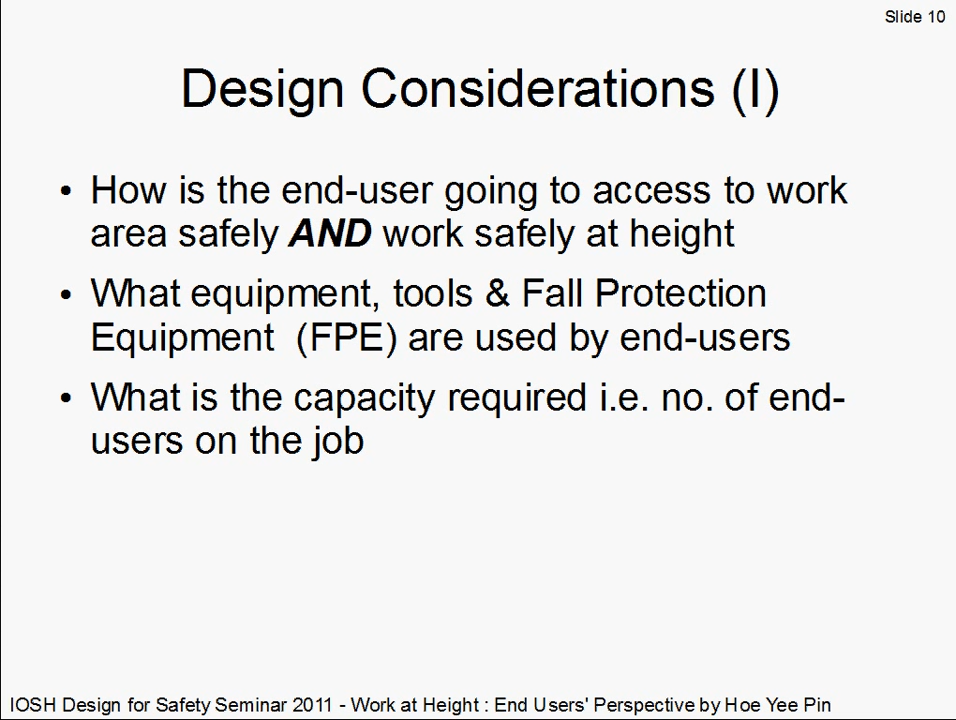 Slide 10
Design Considerations (I)
• How is the end-user going to access to work
area safely AND work safely at height
• What equipment, tools & Fall Protection
Equipment  (FPE) are used by end-users
• What is the capacity required i.e. no. of end-
users on the job
IOSH Design for Safety Seminar 2011 - Work at Height : End Users' Perspective by Hoe Yee Pin